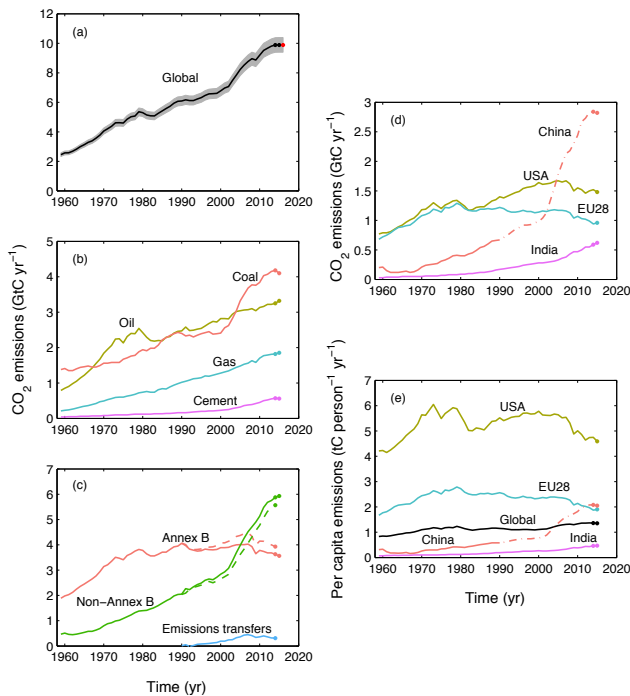 (a)
Global
12
10
8
6
4
2
0
1960 1970 1980 1990 2000 2010 2020
(b)
Coal
Oil
Gas
Cement
5
4
3
2
1
0
1960 1970 1980 1990 2000 2010 2020
CO₂ emissions (GtC yr⁻¹)
(c)
Annex B
Non−Annex B
Emissions transfers
7
6
5
4
3
2
1
0
1960 1970 1980 1990 2000 2010 2020
Time (yr)
(d)
China
USA
EU28
India
3
2.5
2
1.5
1
0.5
0
1960 1970 1980 1990 2000 2010 2020
CO₂ emissions (GtC yr⁻¹)
(e)
USA
EU28
Global
China
India
7
6
5
4
3
2
1
0
1960 1970 1980 1990 2000 2010 2020
Per capita emissions (tC person⁻¹ yr⁻¹)
Time (yr)